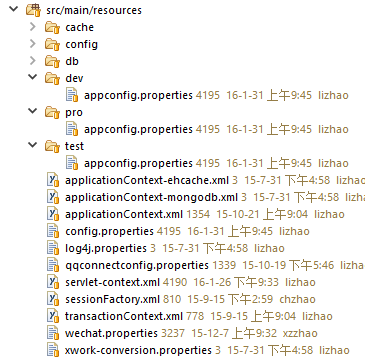 src/main/resources
cache
config
db
dev
appconfig.properties 4195 16-1-31 上午9:45 lizhao
pro
appconfig.properties 4195 16-1-31 上午9:45 lizhao
test
appconfig.properties 4195 16-1-31 上午9:45 lizhao
applicationContext-ehcache.xml 3 15-7-31 下午4:58 lizhao
applicationContext-mongodb.xml 3 15-7-31 下午4:58 lizhao
applicationContext.xml 1354 15-10-21 上午9:04 lizhao
config.properties 4195 16-1-31 上午9:45 lizhao
log4j.properties 3 15-7-31 下午4:58 lizhao
qqconnectconfig.properties 1339 15-10-19 下午5:46 lizhao
servlet-context.xml 4190 16-1-26 上午9:33 lizhao
sessionFactory.xml 810 15-9-15 下午2:59 chzhao
transactionContext.xml 778 15-9-15 上午9:04 lizhao
wechat.properties 3237 15-12-7 上午9:32 xzzhao
xwork-conversion.properties 3 15-7-31 下午4:58 lizhao